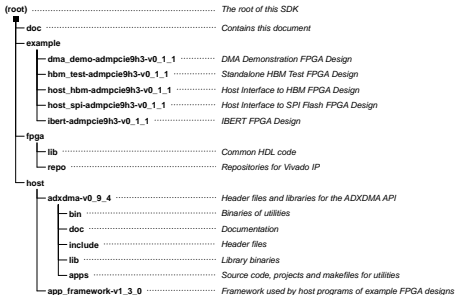 (root) The root of this SDK
doc Contains this document
example
dma_demo-admpcie9h3-v0_1_1 DMA Demonstration FPGA Design
hbm_test-admpcie9h3-v0_1_1 Standalone HBM Test FPGA Design
host_hbm-admpcie9h3-v0_1_1 Host Interface to HBM FPGA Design
host_spi-admpcie9h3-v0_1_1 Host Interface to SPI Flash FPGA Design
ibert-admpcie9h3-v0_1_1 IBERT FPGA Design
fpga
lib Common HDL code
repo Repositories for Vivado IP
host
adxdma-v0_9_4 Header files and libraries for the ADXDMA API
bin Binaries of utilities
doc Documentation
include Header files
lib Library binaries
apps Source code, projects and makefiles for utilities
app_framework-v1_3_0 Framework used by host programs of example FPGA designs